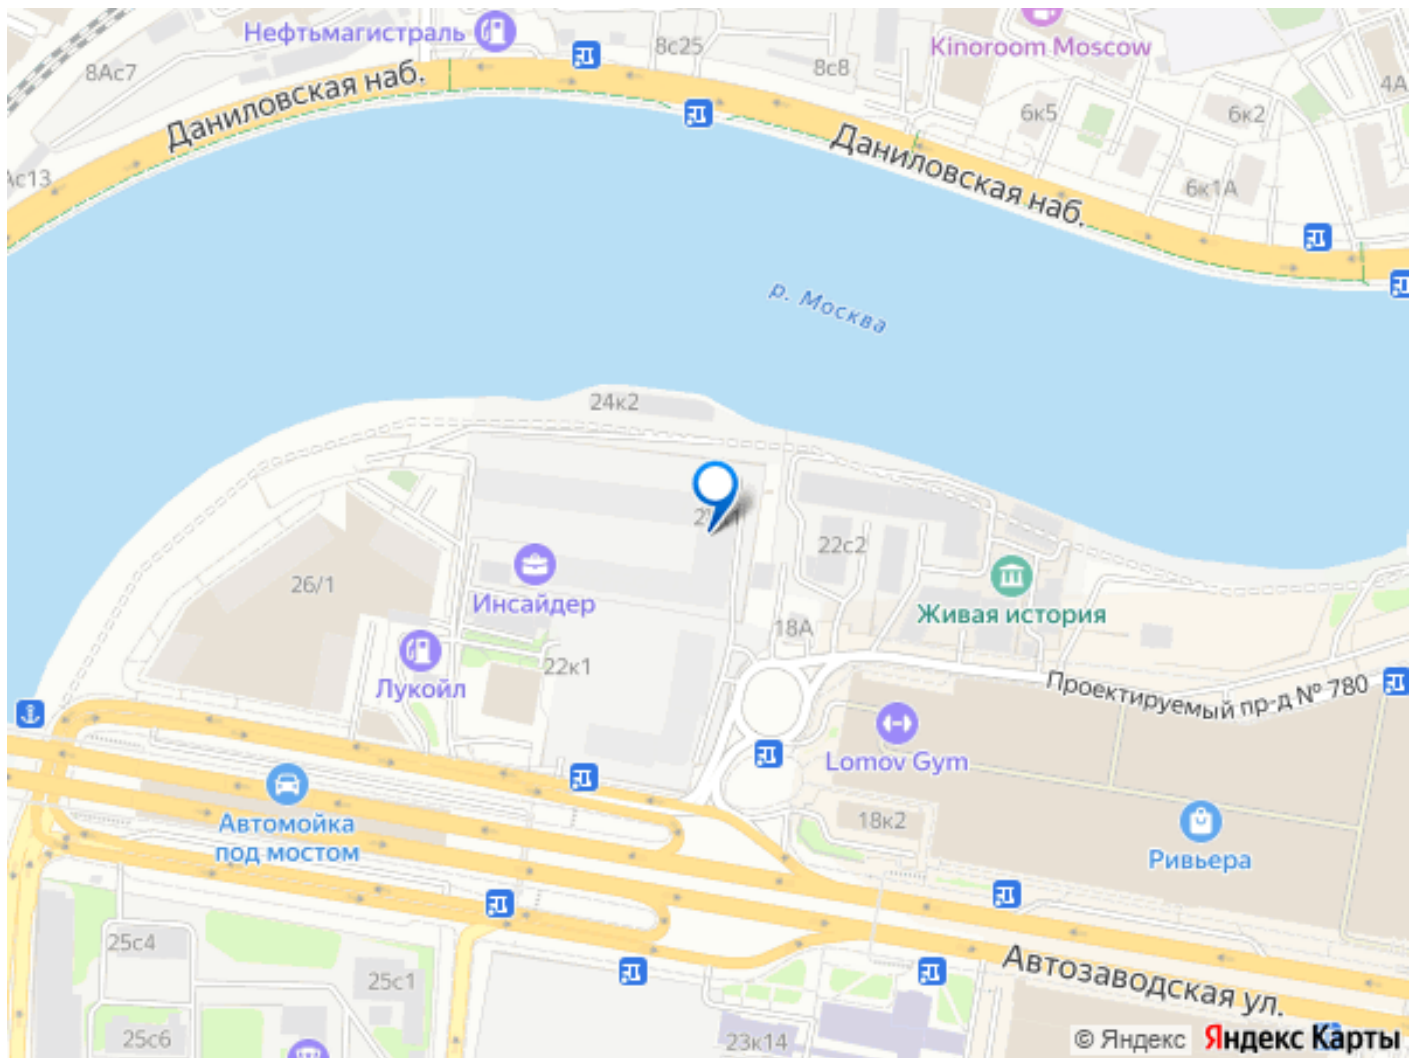 Нефтьмагистраль
8с25
Kinoroom Moscow
8Ас7
8с8
4А
Даниловская наб.
6к5
6к2
Даниловская наб.
Ас13
6к1А
р. Москва
24к2
22с2
26/1
Инсайдер
Живая история
18А
22к1
Лукойл
Проектируемый пр-д № 780
Lomov Gym
Автомойка
под мостом
18к2
Ривьера
25с4
25с1
Автозаводская ул.
25с6
23к14
© Яндекс Яндекс Карты